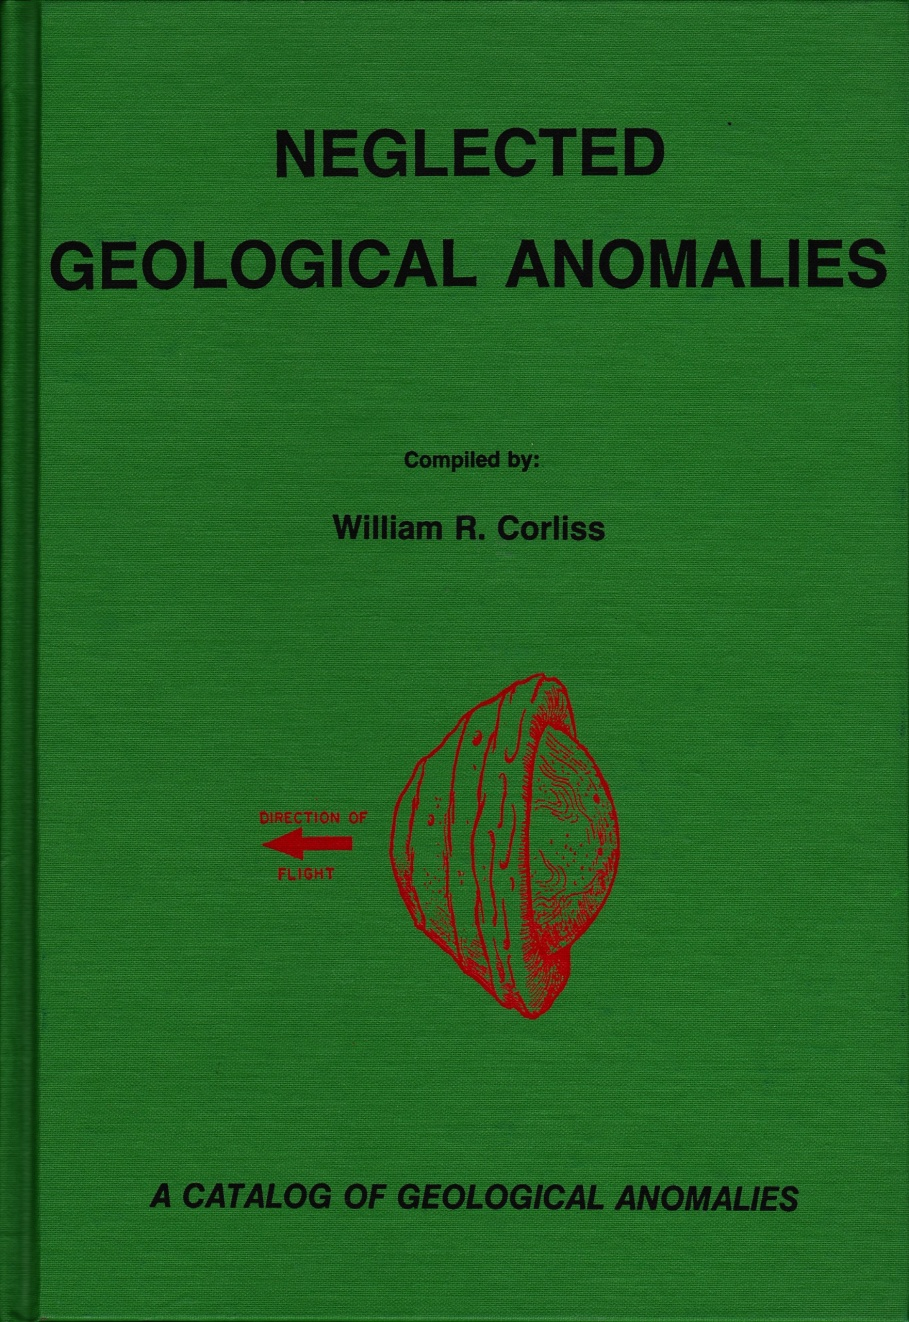 NEGLECTED
GEOLOGICAL ANOMALIES
Compiled by:
William R. Corliss
DIRECTION OF
FLIGHT
A CATALOG OF GEOLOGICAL ANOMALIES